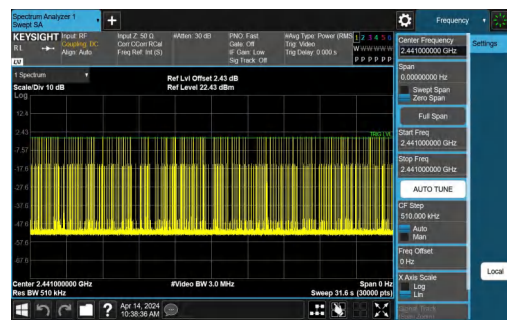 Spectrum Analyzer 1
Swept SA
+
Frequency
KEYSIGHT
RL
Input: RF
Coupling: DC
Align: Auto
Input Z: 50 Ω
Corr CCorr RCal
Freq Ref: Int (S)
#Atten: 30 dB
PNO: Fast
Gate: Off
IF Gain: Low
Sig Track: Off
#Avg Type: Power (RMS
Trig: Video
Trig Delay: 0.000 s
1 2 3 4 5 6
W W W W W W
P P P P P P
LXI
1 Spectrum
Scale/Div 10 dB
Log
Ref Lvl Offset 2.43 dB
Ref Level 22.43 dBm
12.4
2.43
-7.57
-17.6
-27.6
-37.6
-47.6
-57.6
-67.6
TRIG LVL
Center 2.441000000 GHz
Res BW 510 kHz
#Video BW 3.0 MHz
Span 0 Hz
Sweep 31.6 s (30000 pts)
Apr 14, 2024
10:38:36 AM
?
Center Frequency
2.441000000 GHz
Settings
Span
0.00000000 Hz
Swept Span
Zero Span
Full Span
Start Freq
2.441000000 GHz
Stop Freq
2.441000000 GHz
AUTO TUNE
CF Step
510.000 kHz
Auto
Man
Freq Offset
0 Hz
X Axis Scale
Log
Lin
Signal Track
Local